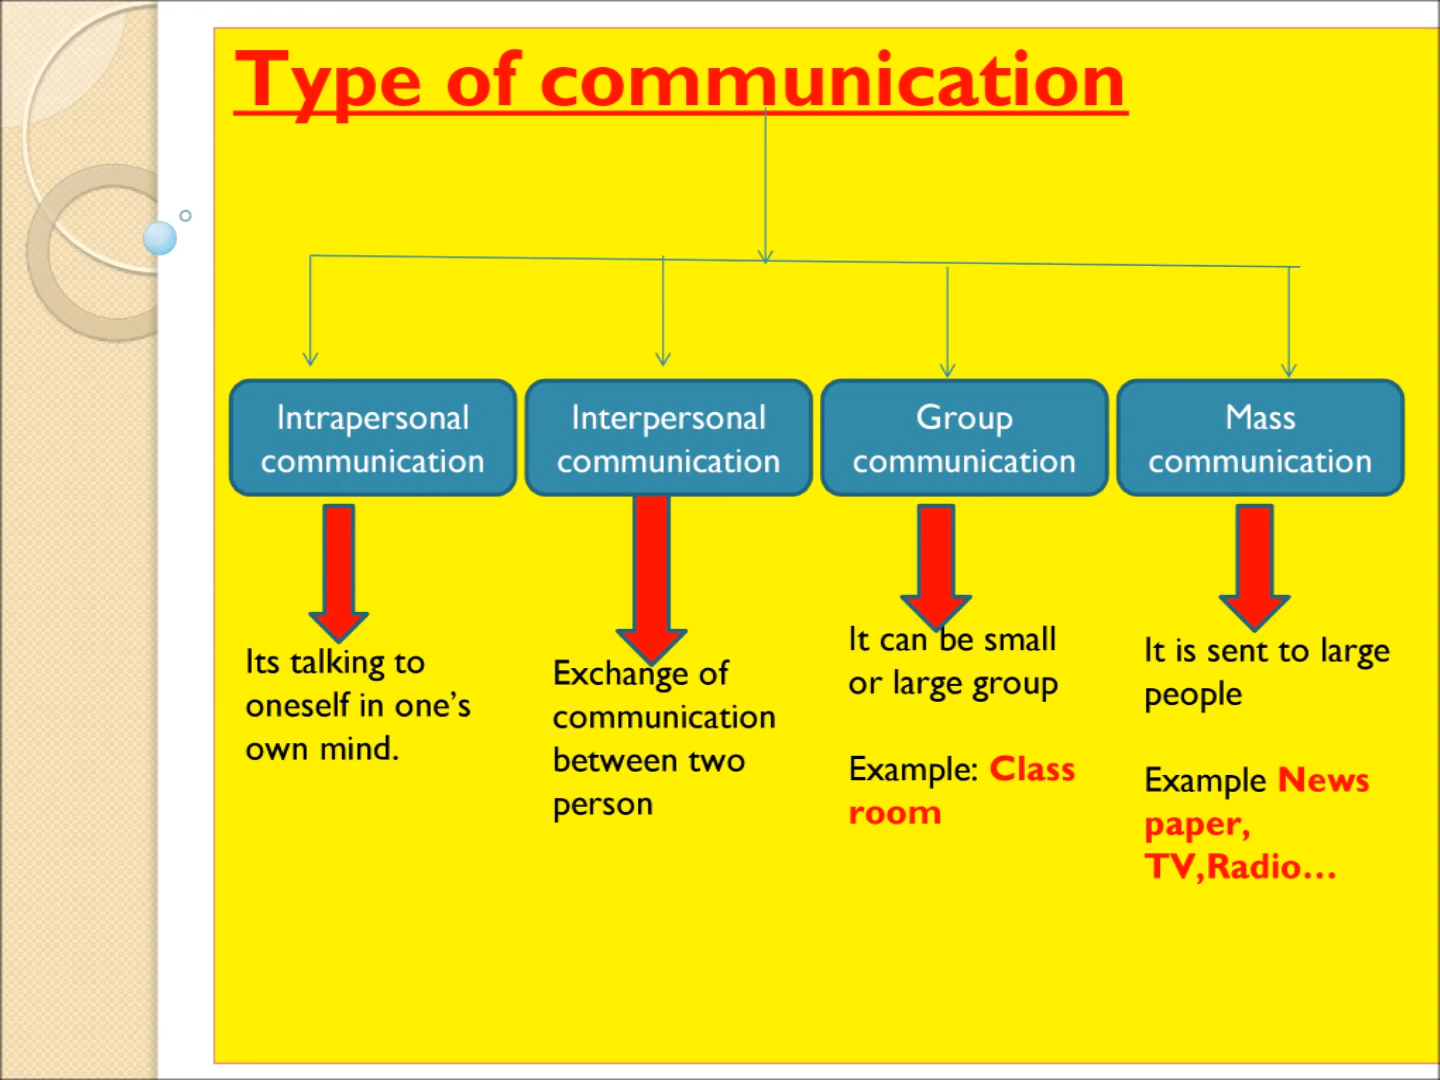 Type of communication
Intrapersonal
communication
Interpersonal
communication
Group
communication
Mass
communication
Its talking to
oneself in one’s
own mind.
Exchange of
communication
between two
person
It can be small
or large group
Example: Class
room
It is sent to large
people
Example News
paper,
TV,Radio...